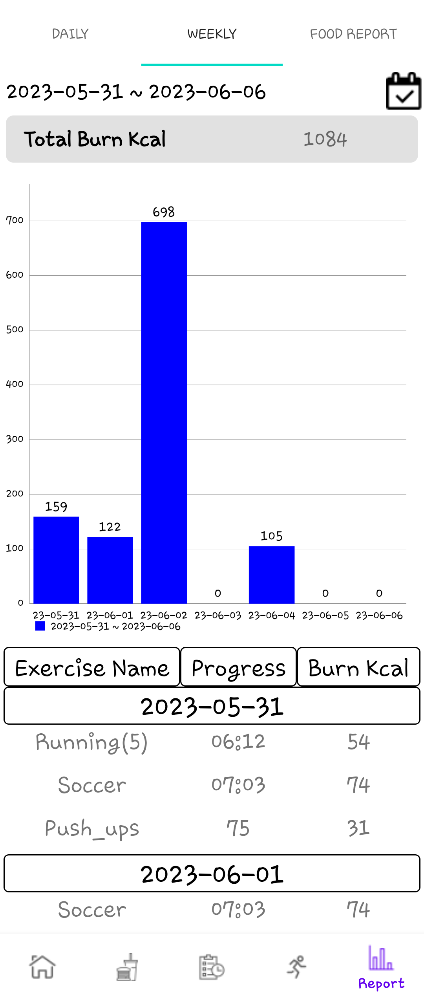 DAILY WEEKLY FOOD REPORT
2023-05-31 ~ 2023-06-06
Total Burn Kcal 1084
698
700
600
500
400
300
200
159
122
105
100
0 0 0
0
23-05-31 23-06-01 23-06-02 23-06-03 23-06-04 23-06-05 23-06-06
2023-05-31 ~ 2023-06-06
Exercise Name Progress Burn Kcal
2023-05-31
Running(5) 06:12 54
Soccer 07:03 74
Push_ups 75 31
2023-06-01
Soccer 07:03 74
Report